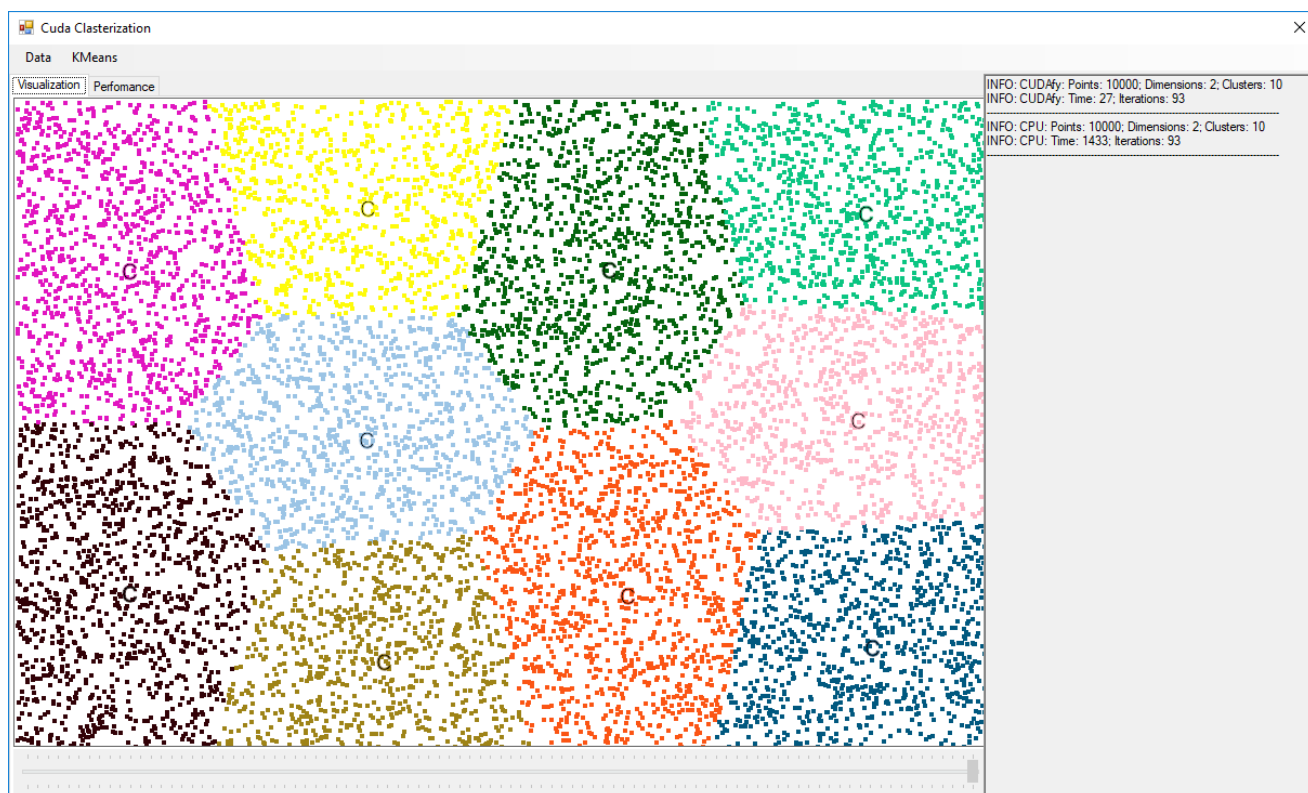 Cuda Clasterization
Data KMeans
Visualization Perfomance
INFO: CUDAfy: Points: 10000; Dimensions: 2; Clusters: 10
INFO: CUDAfy: Time: 27; Iterations: 93
INFO: CPU: Points: 10000; Dimensions: 2; Clusters: 10
INFO: CPU: Time: 1433; Iterations: 93
C
C
C
C
C
C
C
C
C
C